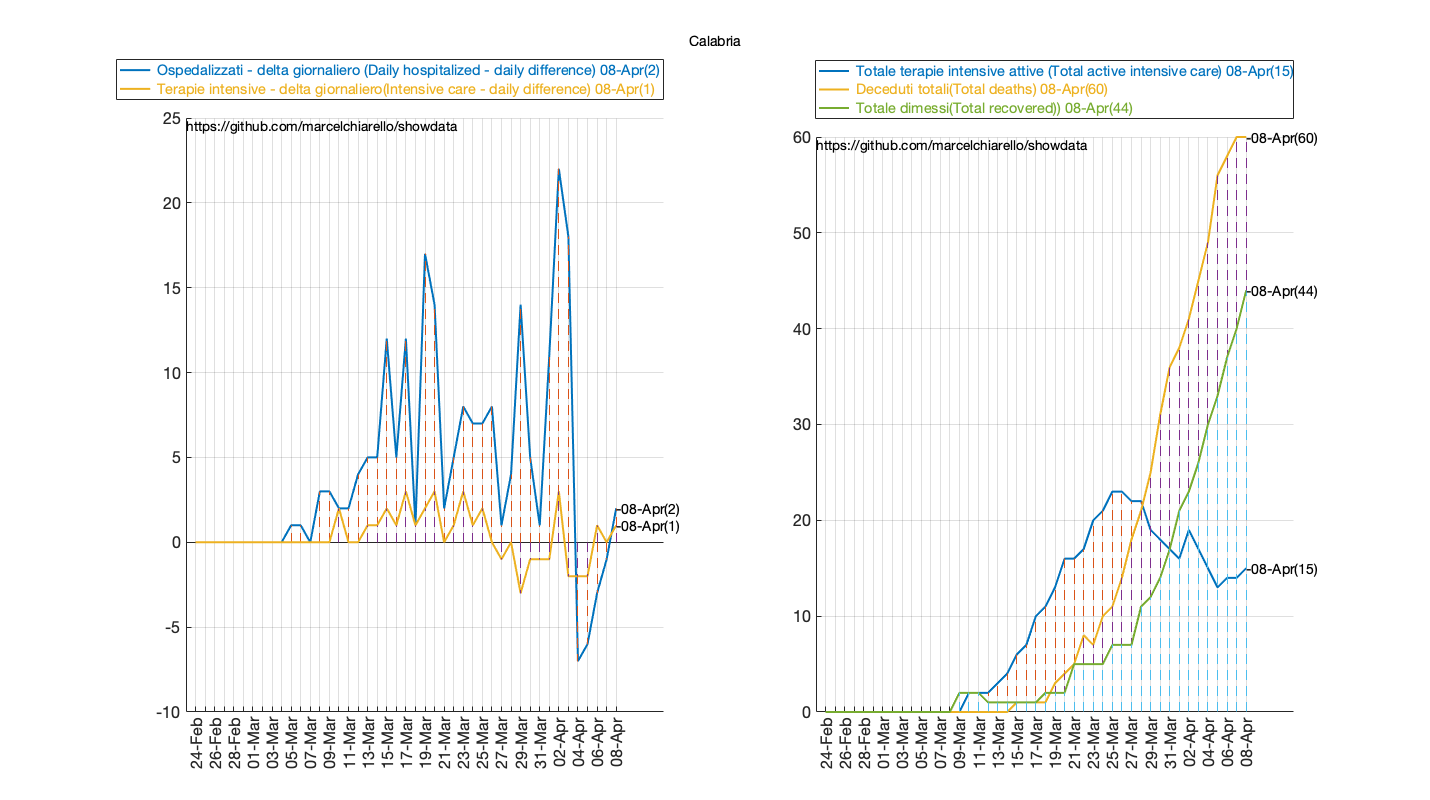 Calabria
Ospedalizzati - delta giornaliero (Daily hospitalized - daily difference) 08-Apr(2)
Terapie intensive - delta giornaliero(Intensive care - daily difference) 08-Apr(1)
https://github.com/marcelchiarello/showdata
25
20
15
10
5
0
-5
-10
08-Apr(2)
08-Apr(1)
24-Feb
26-Feb
28-Feb
01-Mar
03-Mar
05-Mar
07-Mar
09-Mar
11-Mar
13-Mar
15-Mar
17-Mar
19-Mar
21-Mar
23-Mar
25-Mar
27-Mar
29-Mar
31-Mar
02-Apr
04-Apr
06-Apr
08-Apr
Totale terapie intensive attive (Total active intensive care) 08-Apr(15)
Deceduti totali(Total deaths) 08-Apr(60)
Totale dimessi(Total recovered)) 08-Apr(44)
https://github.com/marcelchiarello/showdata
60
50
40
30
20
10
0
08-Apr(60)
08-Apr(44)
08-Apr(15)
24-Feb
26-Feb
28-Feb
01-Mar
03-Mar
05-Mar
07-Mar
09-Mar
11-Mar
13-Mar
15-Mar
17-Mar
19-Mar
21-Mar
23-Mar
25-Mar
27-Mar
29-Mar
31-Mar
02-Apr
04-Apr
06-Apr
08-Apr